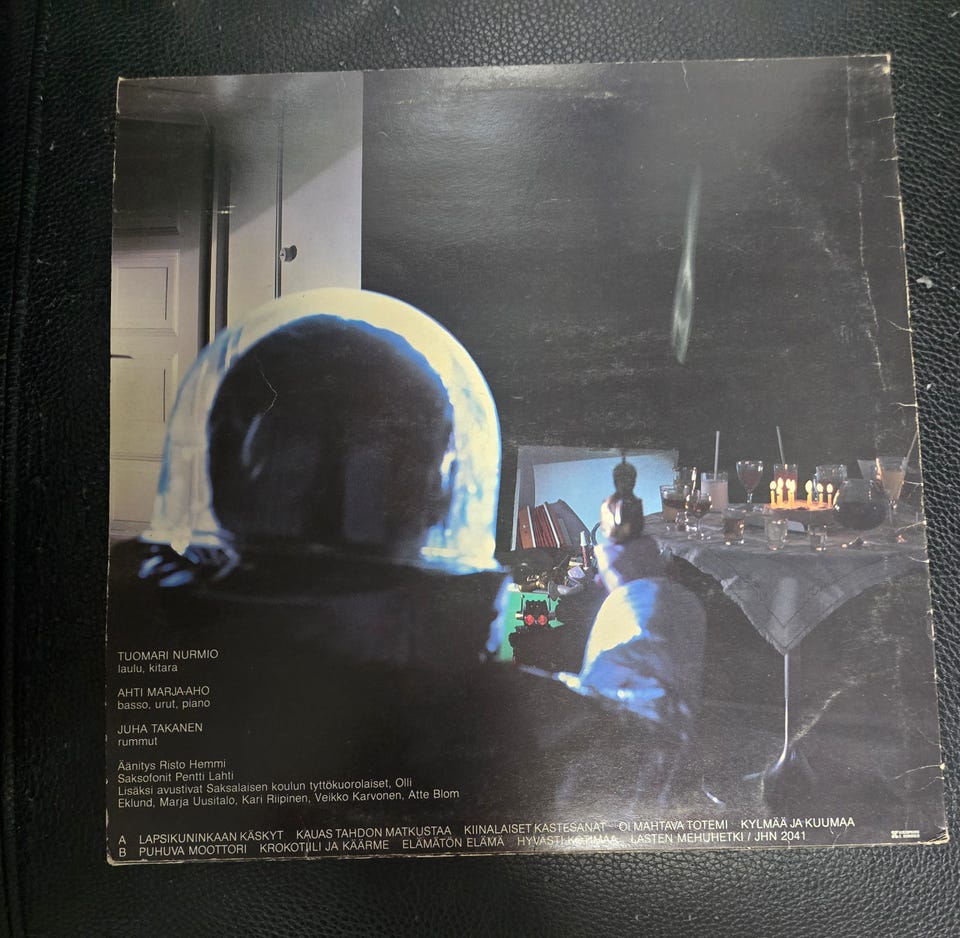 TUOMARI NURMIO
laulu, kitara
AHTI MARJA-AHO
basso, urut, piano
JUHA TAKANEN
rummut
Äänitys Risto Hemmi
Saksofonit Pentti Lahti
Lisäksi avustivat Saksalaisen koulun tyttökuorolaiset, Olli
Eklund, Marja Uusitalo, Kari Riipinen, Veikko Karvonen, Atte Blom
A LAPSIKUNINKAAN KÄSKYT KAUAS TAHDON MATKUSTAA KIINALAISET KASTESANAT OI MAHTAVA TOTEMI KYLMÄÄ JA KUUMAA
B PUHUVA MOOTTORI KROKOTIILI JA KÄÄRME ELÄMÄTÖN ELÄMÄ HYVÄSTI KOTIMAA LASTEN MEHUHETKI / JHN 2041